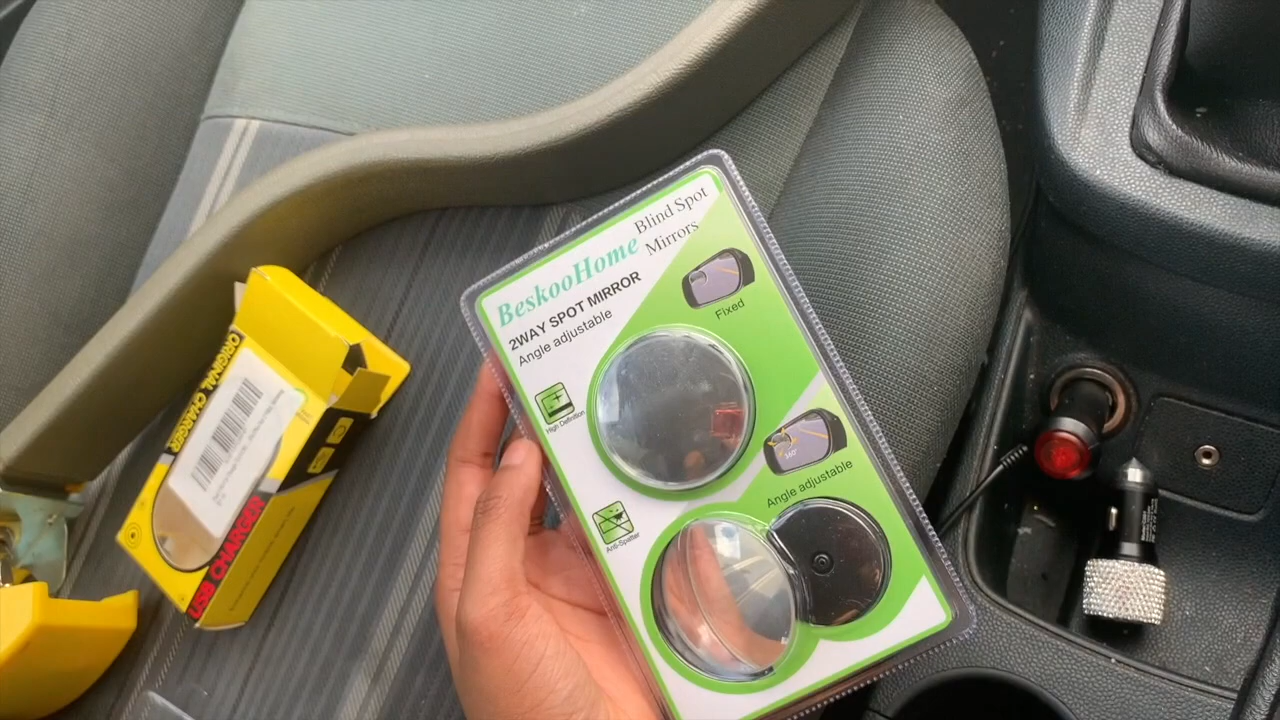 BeskooHome
Blind Spot
Mirrors
2WAY SPOT MIRROR
Angle adjustable
Fixed
High Definition
360°
Angle adjustable
Anti-Spatter
ORIGINAL CHARGER
USB CHARGER